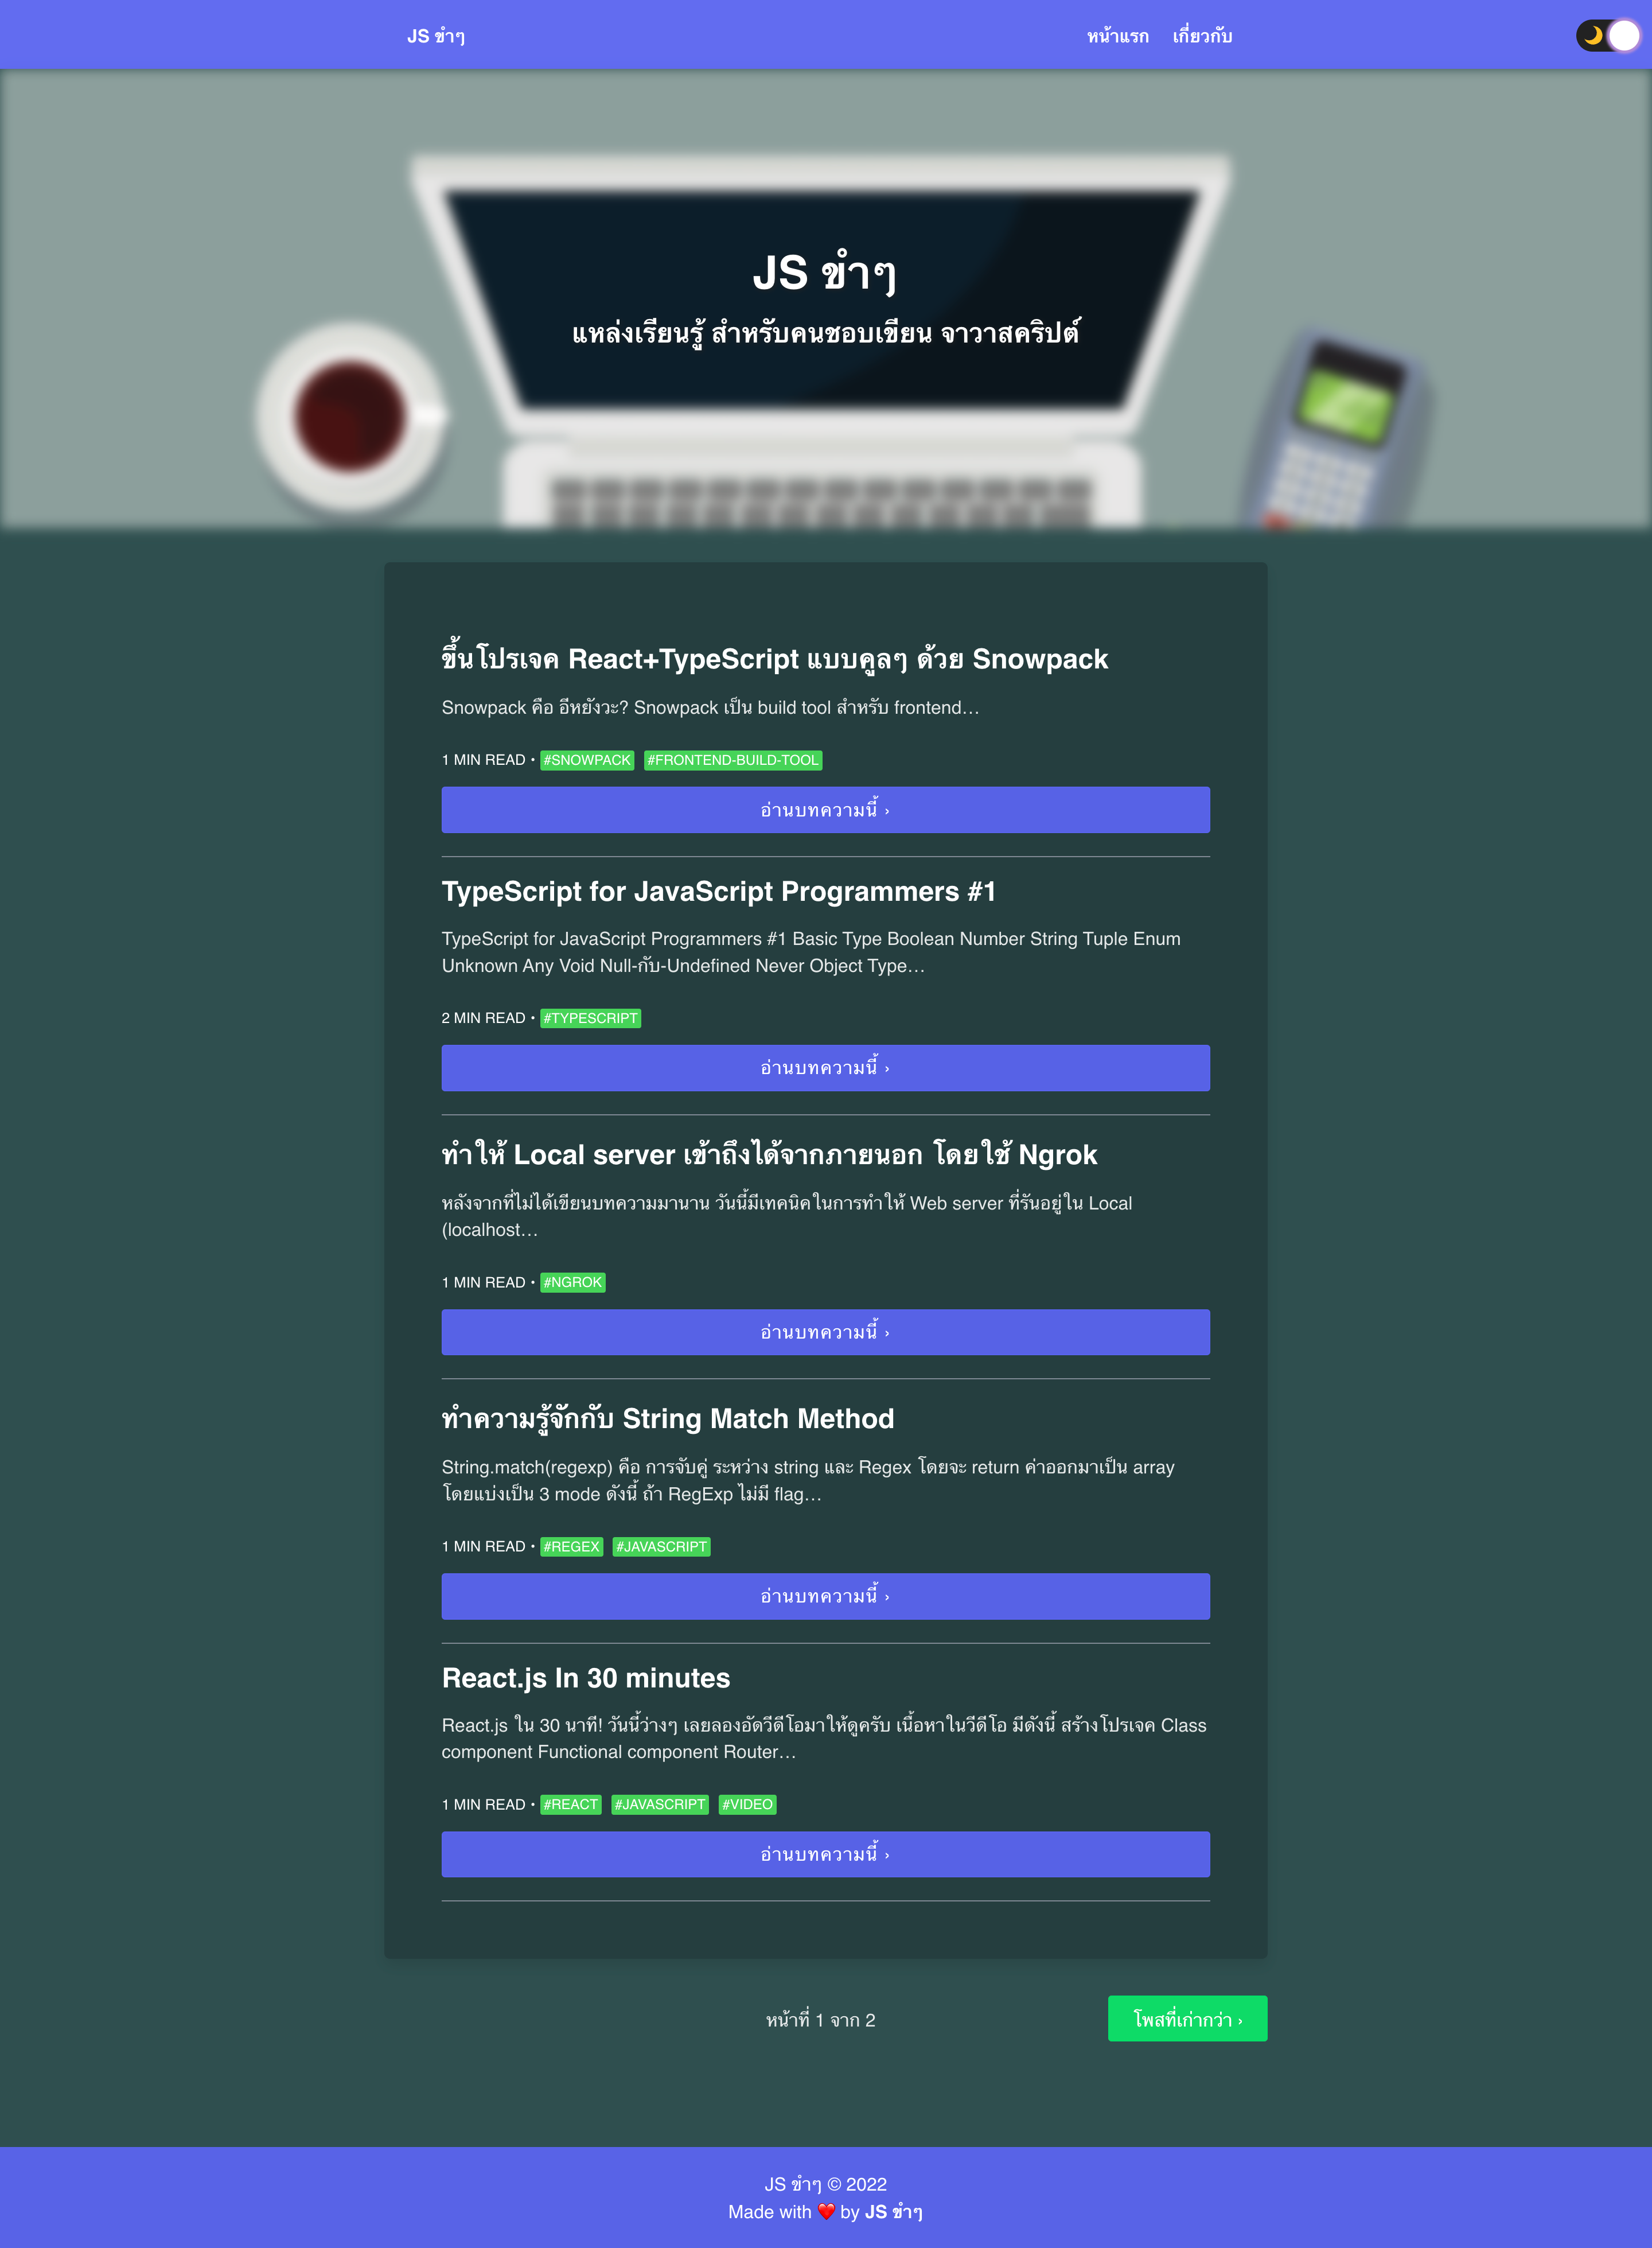 JS ขำๆ
หน้าแรก เกี่ยวกับ
JS ขำๆ
แหล่งเรียนรู้ สำหรับคนชอบเขียน จาวาสคริปต์
ขึ้นโปรเจค React+TypeScript แบบคูลๆ ด้วย Snowpack
Snowpack คือ อีหยังวะ? Snowpack เป็น build tool สำหรับ frontend…
1 MIN READ • #SNOWPACK #FRONTEND-BUILD-TOOL
อ่านบทความนี้ ›
TypeScript for JavaScript Programmers #1
TypeScript for JavaScript Programmers #1 Basic Type Boolean Number String Tuple Enum
Unknown Any Void Null-กับ-Undefined Never Object Type…
2 MIN READ • #TYPESCRIPT
อ่านบทความนี้ ›
ทำให้ Local server เข้าถึงได้จากภายนอก โดยใช้ Ngrok
หลังจากที่ไม่ได้เขียนบทความมานาน วันนี้มีเทคนิคในการทำให้ Web server ที่รันอยู่ใน Local
(localhost…
1 MIN READ • #NGROK
อ่านบทความนี้ ›
ทำความรู้จักกับ String Match Method
String.match(regexp) คือ การจับคู่ ระหว่าง string และ Regex โดยจะ return ค่าออกมาเป็น array
โดยแบ่งเป็น 3 mode ดังนี้ ถ้า RegExp ไม่มี flag…
1 MIN READ • #REGEX #JAVASCRIPT
อ่านบทความนี้ ›
React.js In 30 minutes
React.js ใน 30 นาที! วันนี้ว่างๆ เลยลองอัดวีดีโอมาให้ดูครับ เนื้อหาในวีดีโอ มีดังนี้ สร้างโปรเจค Class
component Functional component Router…
1 MIN READ • #REACT #JAVASCRIPT #VIDEO
อ่านบทความนี้ ›
หน้าที่ 1 จาก 2
โพสที่เก่ากว่า ›
JS ขำๆ © 2022
Made with ❤️ by JS ขำๆ